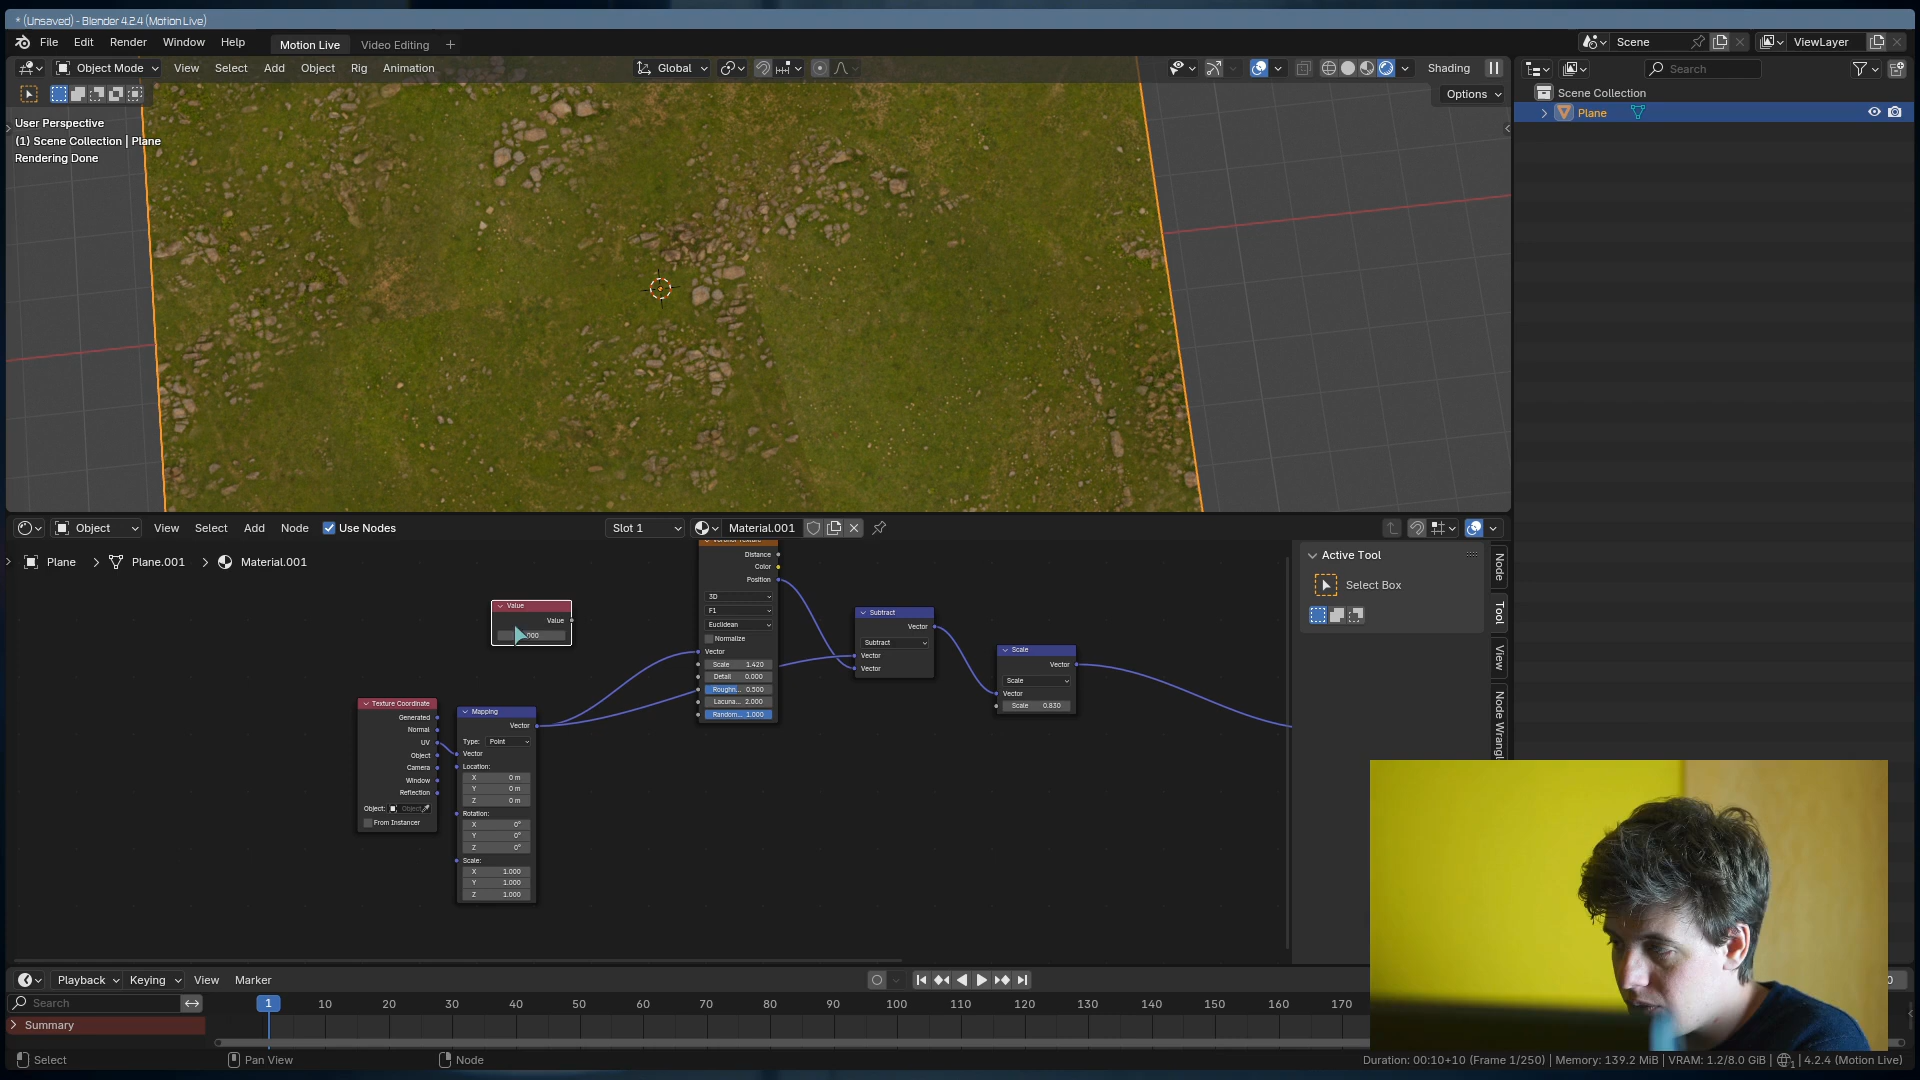 * (Unsaved) - Blender 4.2.4 (Motion Live)
File Edit Render Window Help Motion Live Video Editing + Scene ViewLayer
Object Mode View Select Add Object Rig Animation Global Shading Search
Options
User Perspective
(1) Scene Collection | Plane
Rendering Done
Scene Collection
Plane
Object View Select Add Node Use Nodes Slot 1 Material.001
Plane > Plane.001 > Material.001
Value
Value
Distance
Color
Position
3D
F1
Euclidean
Normalize
Vector
Scale 1.420
Detail 0.000
Roughn... 0.500
Lacuna... 2.000
Random... 1.000
Subtract
Vector
Subtract
Vector
Vector
Scale
Vector
Scale
Vector
Scale 0.830
Texture Coordinate
Generated
Normal
UV
Object
Camera
Window
Reflection
Object: Object
From Instancer
Mapping
Vector
Type: Point
Vector
Location:
X 0 m
Y 0 m
Z 0 m
Rotation:
X 0°
Y 0°
Z 0°
Scale:
X 1.000
Y 1.000
Z 1.000
Active Tool
Select Box
Node
Tool
View
Node Wrangl
Playback Keying View Marker
Search 1 10 20 30 40 50 60 70 80 90 100 110 120 130 140 150 160 170
Summary
Select Pan View Node Duration: 00:10+10 (Frame 1/250) | Memory: 139.2 MiB | VRAM: 1.2/8.0 GiB | 4.2.4 (Motion Live)